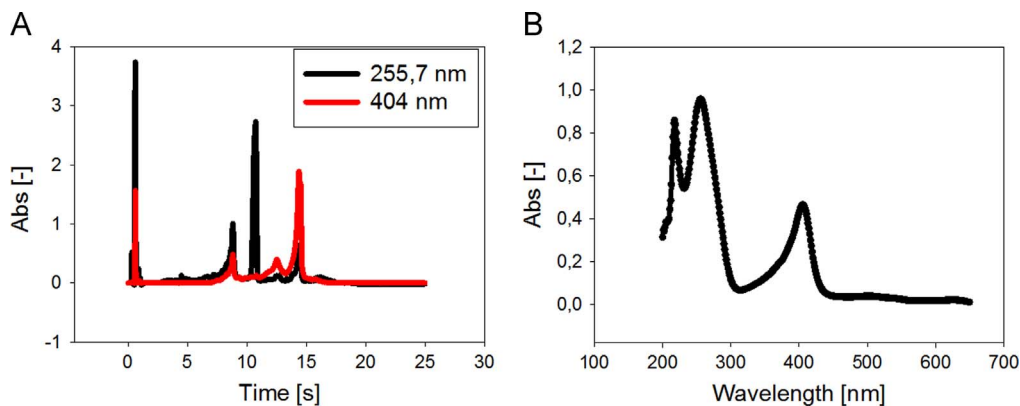 A
4
3
2
1
0
-1
Abs [-]
255,7 nm
404 nm
0 5 10 15 20 25 30
Time [s]
B
1,2
1,0
0,8
0,6
0,4
0,2
0,0
Abs [-]
100 200 300 400 500 600 700
Wavelength [nm]